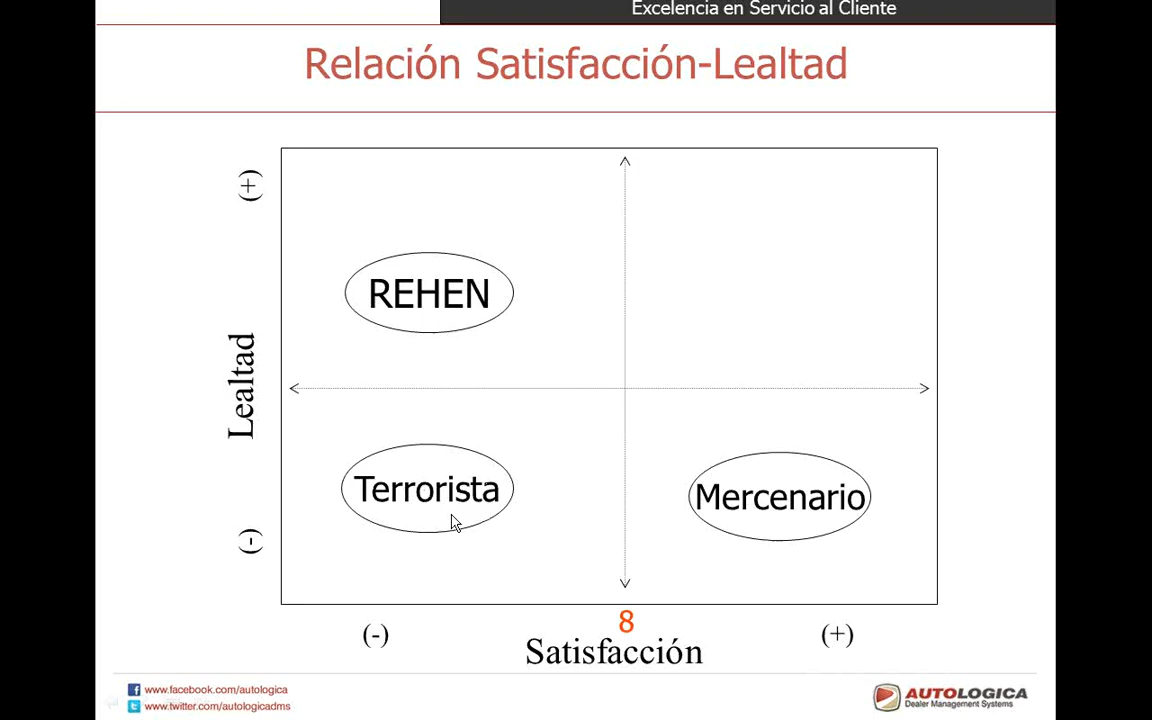 Excelencia en Servicio al Cliente
Relación Satisfacción-Lealtad
(+)
REHEN
Lealtad
Terrorista
Mercenario
(-)
8
(-)
(+)
Satisfacción
www.facebook.com/autologica
www.twitter.com/autologicadms
AUTOLOGICA
Dealer Management Systems